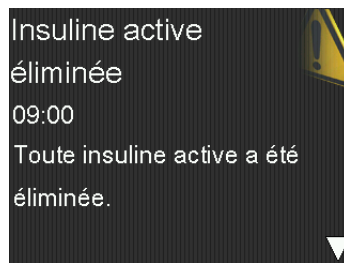 Insuline active
éliminée
09:00
Toute insuline active a été
éliminée.